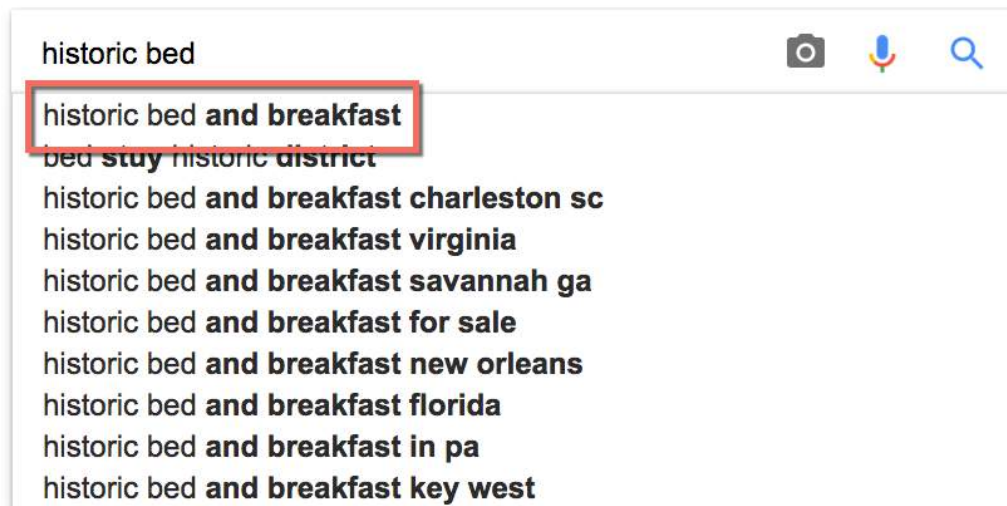 historic bed
historic bed and breakfast
bed stuy historic district
historic bed and breakfast charleston sc
historic bed and breakfast virginia
historic bed and breakfast savannah ga
historic bed and breakfast for sale
historic bed and breakfast new orleans
historic bed and breakfast florida
historic bed and breakfast in pa
historic bed and breakfast key west